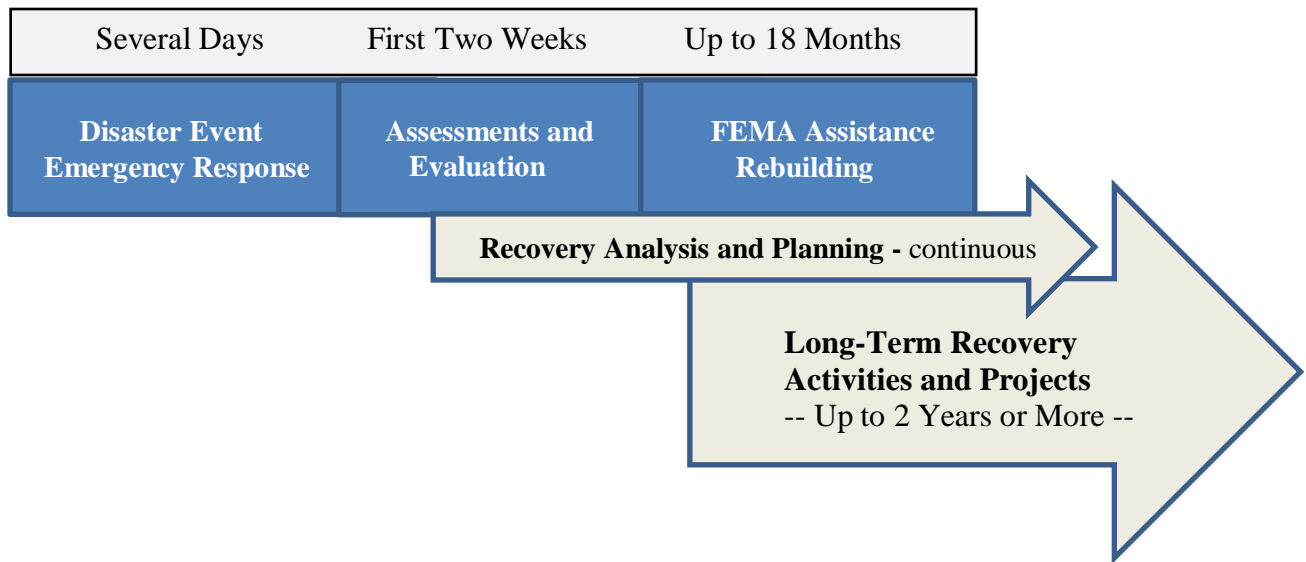 Several Days First Two Weeks Up to 18 Months
Disaster Event
Emergency Response
Assessments and
Evaluation
FEMA Assistance
Rebuilding
Recovery Analysis and Planning - continuous
Long-Term Recovery
Activities and Projects
-- Up to 2 Years or More --